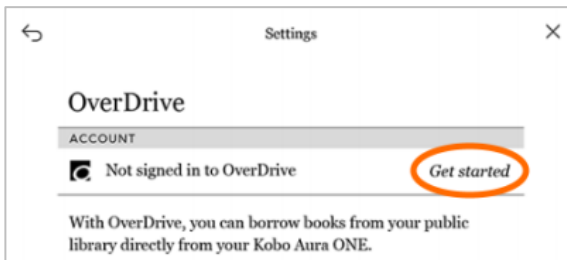 Settings
OverDrive
ACCOUNT
Not signed in to OverDrive Get started
With OverDrive, you can borrow books from your public
library directly from your Kobo Aura ONE.